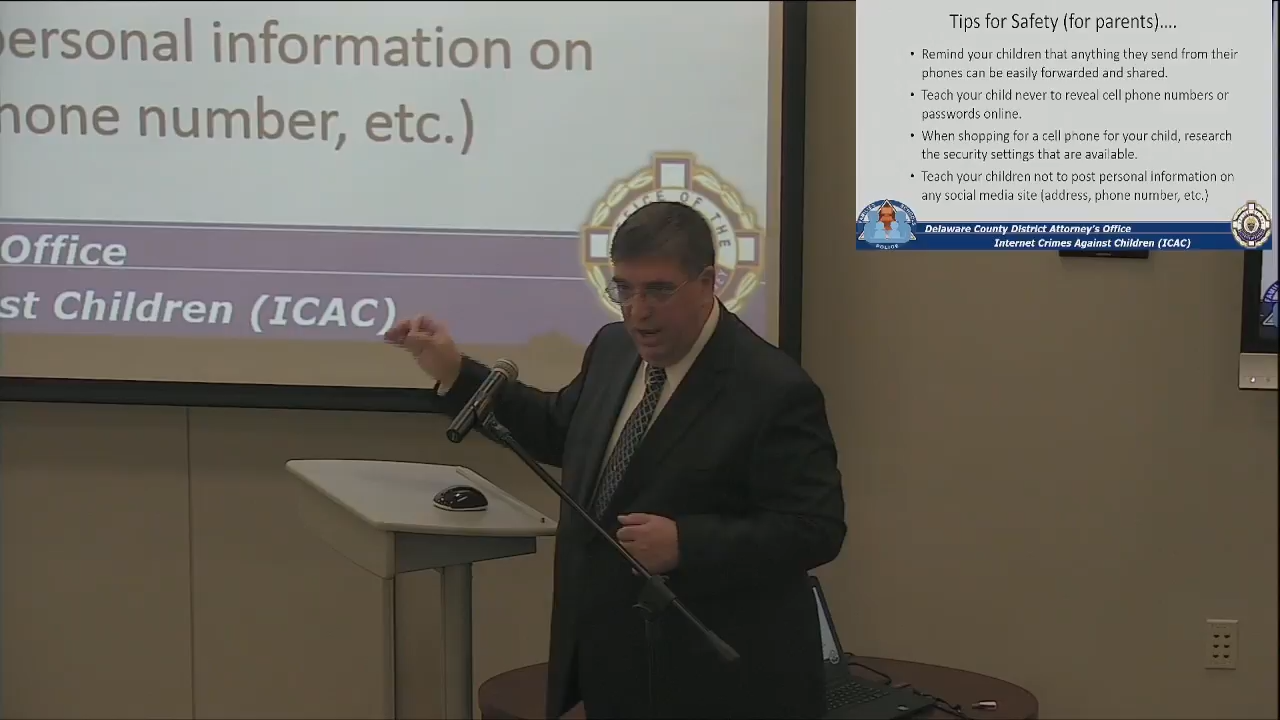 personal information on
hone number, etc.)
OFFICE OF THE
Office
st Children (ICAC)
Tips for Safety (for parents)....
• Remind your children that anything they send from their
phones can be easily forwarded and shared.
• Teach your child never to reveal cell phone numbers or
passwords online.
• When shopping for a cell phone for your child, research
the security settings that are available.
• Teach your children not to post personal information on
any social media site (address, phone number, etc.)
Delaware County District Attorney's Office
Internet Crimes Against Children (ICAC)
POLICE